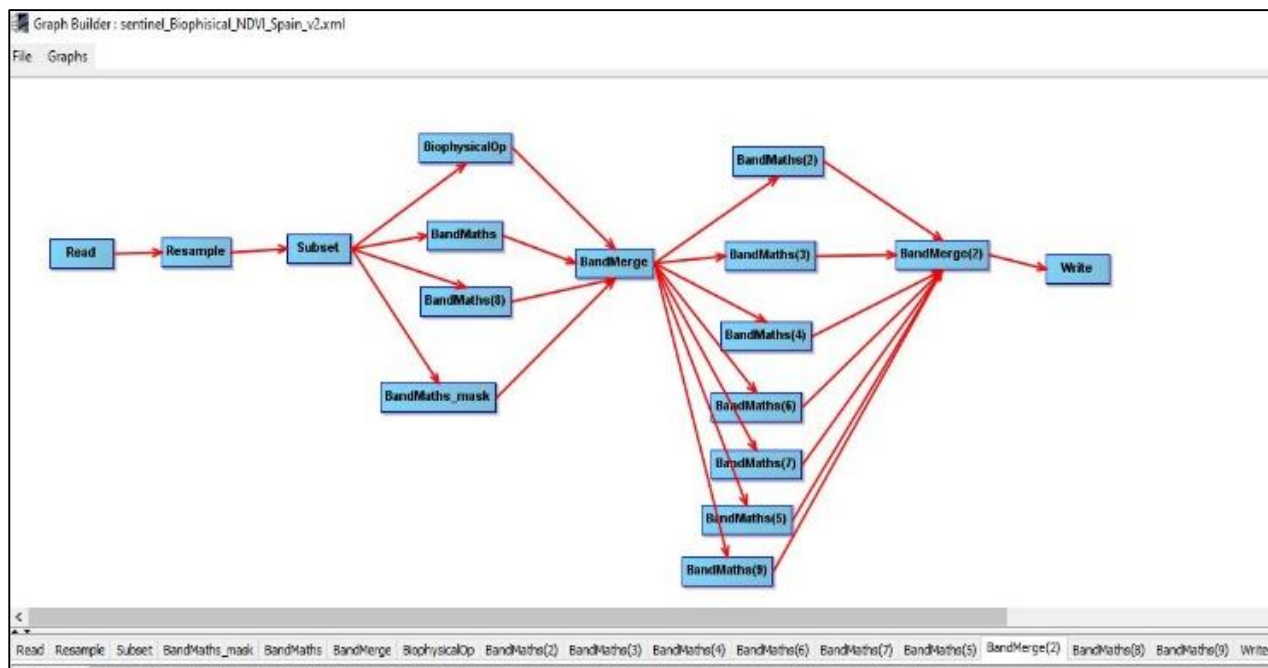 Graph Builder : sentinel_Biophisical_NDVI_Spain_v2.xml
File Graphs
BiophysicalOp
BandMaths(2)
Read
Resample
Subset
BandMaths
BandMerge
BandMaths(3)
BandMerge(2)
Write
BandMaths(8)
BandMaths(4)
BandMaths_mask
BandMaths(6)
BandMaths(7)
BandMaths(5)
BandMaths(9)
Read Resample Subset BandMaths_mask BandMaths BandMerge BiophysicalOp BandMaths(2) BandMaths(3) BandMaths(4) BandMaths(6) BandMaths(7) BandMaths(5) BandMerge(2) BandMaths(8) BandMaths(9) Write